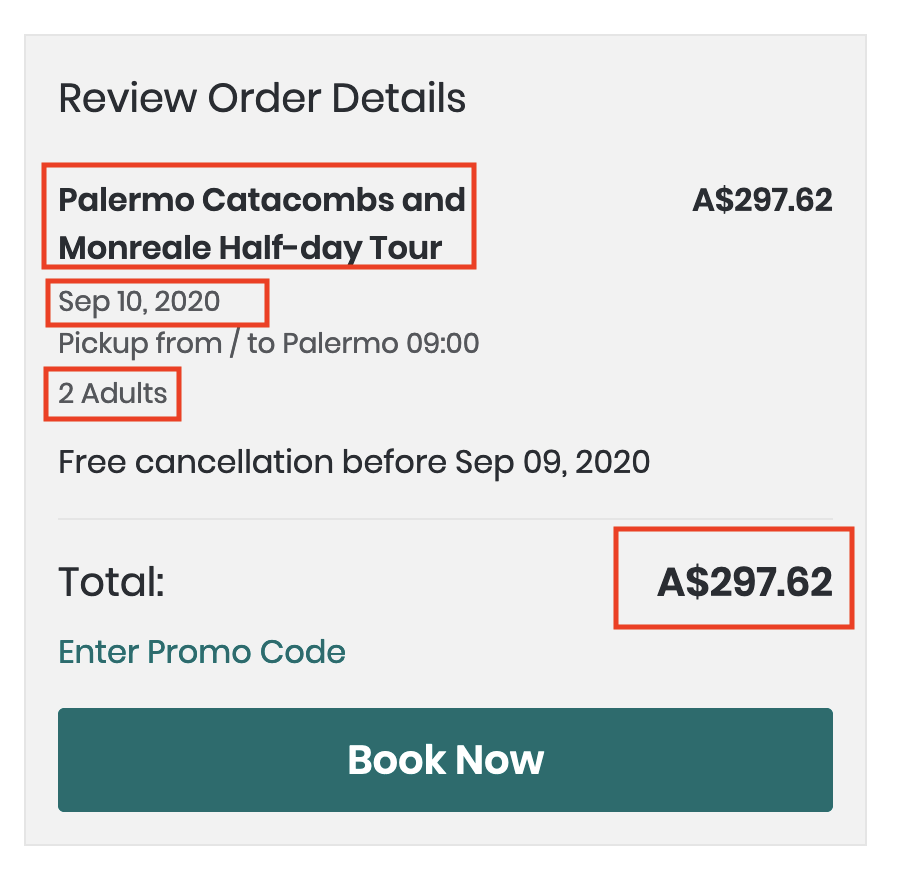 Review Order Details
Palermo Catacombs and
Monreale Half-day Tour
A$297.62
Sep 10, 2020
Pickup from / to Palermo 09:00
2 Adults
Free cancellation before Sep 09, 2020
Total:
A$297.62
Enter Promo Code
Book Now